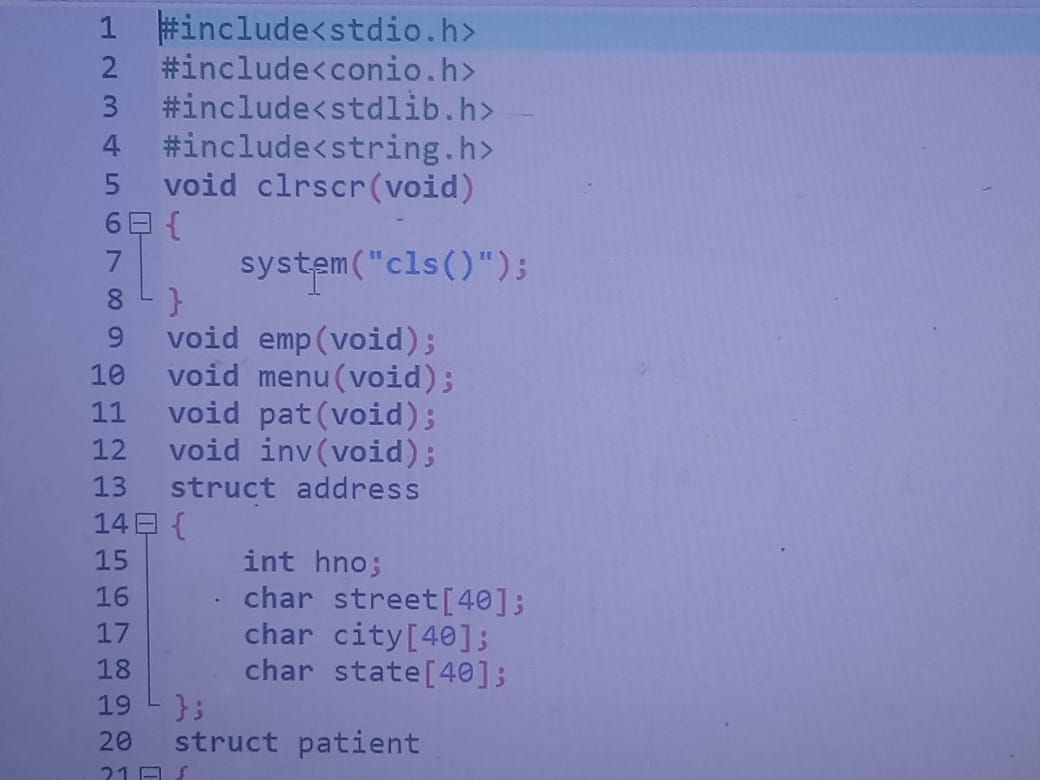 1 #include<stdio.h>
2 #include<conio.h>
3 #include<stdlib.h>
4 #include<string.h>
5 void clrscr(void)
6 {
7 system("cls()");
8 }
9 void emp(void);
10 void menu(void);
11 void pat(void);
12 void inv(void);
13 struct address
14 {
15 int hno;
16 char street[40];
17 char city[40];
18 char state[40];
19 };
20 struct patient
21 {